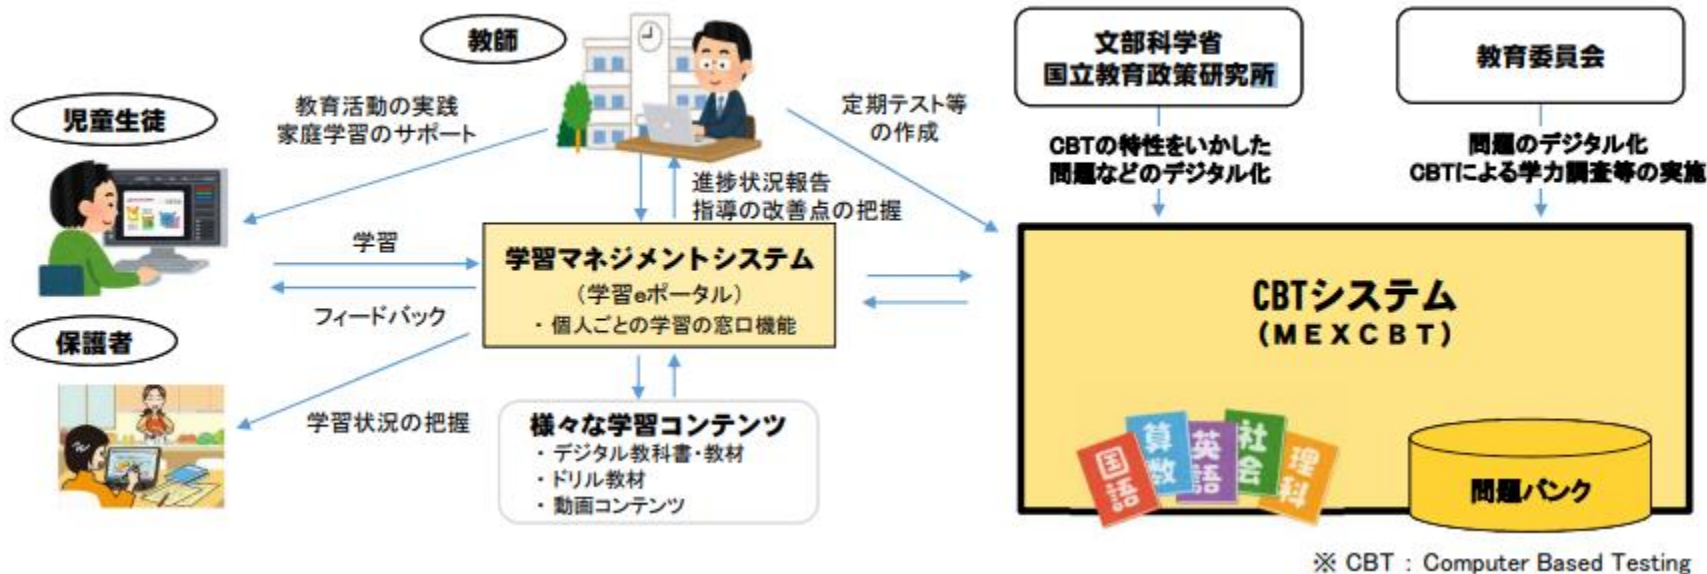 教師
文部科学省
国立教育政策研究所
教育委員会
児童生徒
教育活動の実践
家庭学習のサポート
定期テスト等
の作成
CBTの特性をいかした
問題などのデジタル化
問題のデジタル化
CBTによる学力調査等の実施
進捗状況報告
指導の改善点の把握
学習
フィードバック
学習マネジメントシステム
（学習eポータル）
・個人ごとの学習の窓口機能
CBTシステム
(MEXCBT)
保護者
学習状況の把握
様々な学習コンテンツ
・デジタル教科書・教材
・ドリル教材
・動画コンテンツ
国語
算数
英語
社会
理科
問題バンク
※ CBT : Computer Based Testing